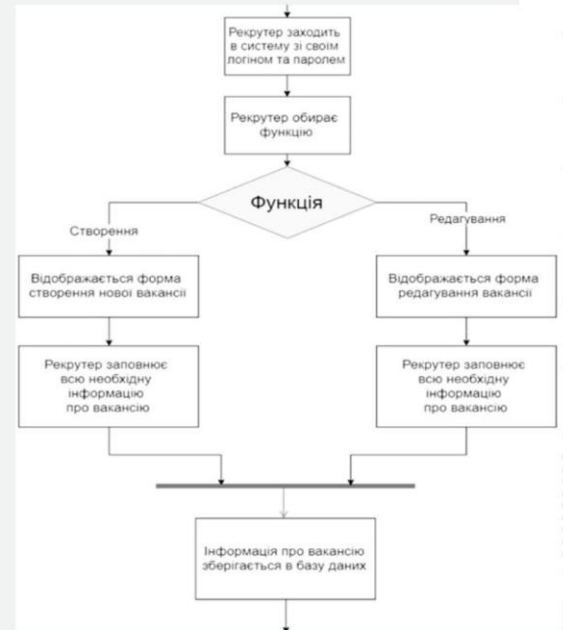 Рекрутер заходить
в систему зі своїм
логіном та паролем
Рекрутер обирає
функцію
Функція
Створення
Редагування
Відображається форма
створення нової вакансії
Відображається форма
редагування вакансії
Рекрутер заповнює
всю необхідну
інформацію
про вакансію
Рекрутер заповнює
всю необхідну
інформацію
про вакансію
Інформація про вакансію
зберігається в базу даних